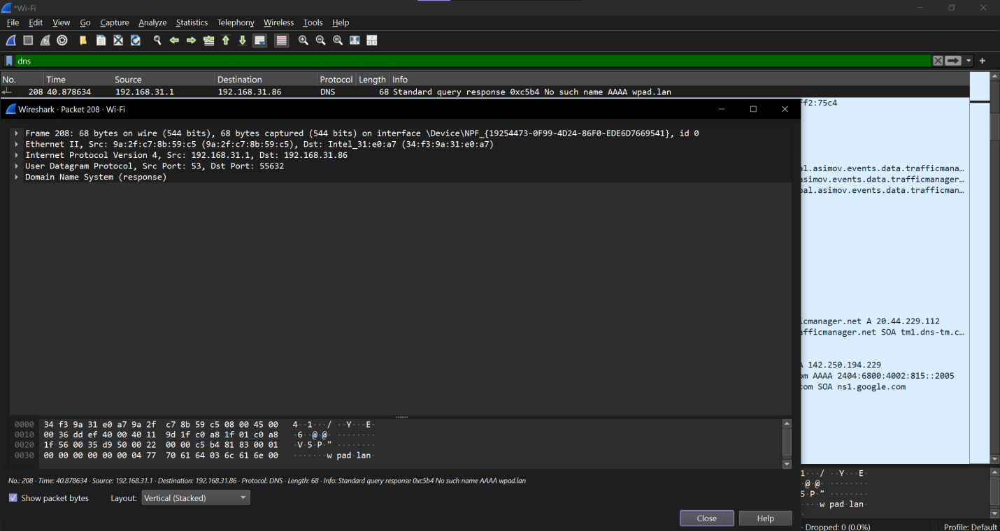 *Wi-Fi
File Edit View Go Capture Analyze Statistics Telephony Wireless Tools Help
dns
No. Time Source Destination Protocol Length Info
208 40.878634 192.168.31.1 192.168.31.86 DNS 68 Standard query response 0xc5b4 No such name AAAA wpad.lan
Wireshark · Packet 208 · Wi-Fi
Frame 208: 68 bytes on wire (544 bits), 68 bytes captured (544 bits) on interface \Device\NPF_{19254473-0F99-4D24-86F0-EDE6D7669541}, id 0
Ethernet II, Src: 9a:2f:c7:8b:59:c5 (9a:2f:c7:8b:59:c5), Dst: Intel_31:e0:a7 (34:f3:9a:31:e0:a7)
Internet Protocol Version 4, Src: 192.168.31.1, Dst: 192.168.31.86
User Datagram Protocol, Src Port: 53, Dst Port: 55632
Domain Name System (response)
f2:75c4
al.asimov.events.data.trafficmana…
asimov.events.data.trafficmanager…
bal.asimov.events.data.trafficman…
icmanager.net A 20.44.229.112
afficmanager.net SOA tm1.dns-tm.c…
A 142.250.194.229
om AAAA 2404:6800:4002:815::2005
com SOA ns1.google.com
0000 34 f3 9a 31 e0 a7 9a 2f c7 8b 59 c5 08 00 45 00 4··1···/ ··Y···E·
0010 00 36 dd ef 40 00 40 11 9d 1f c0 a8 1f 01 c0 a8 ·6··@·@· ········
0020 1f 56 00 35 d9 50 00 22 00 00 c5 b4 81 83 00 01 ·V·5·P·" ········
0030 00 00 00 00 00 00 04 77 70 61 64 03 6c 61 6e 00 ·······w pad·lan·
No.: 208 · Time: 40.878634 · Source: 192.168.31.1 · Destination: 192.168.31.86 · Protocol: DNS · Length: 68 · Info: Standard query response 0xc5b4 No such name AAAA wpad.lan
Show packet bytes Layout: Vertical (Stacked)
Close Help
1···/ ··Y···E·
·@·@· ········
5·P·" ········
····w pad·lan·
· Dropped: 0 (0.0%) Profile: Default